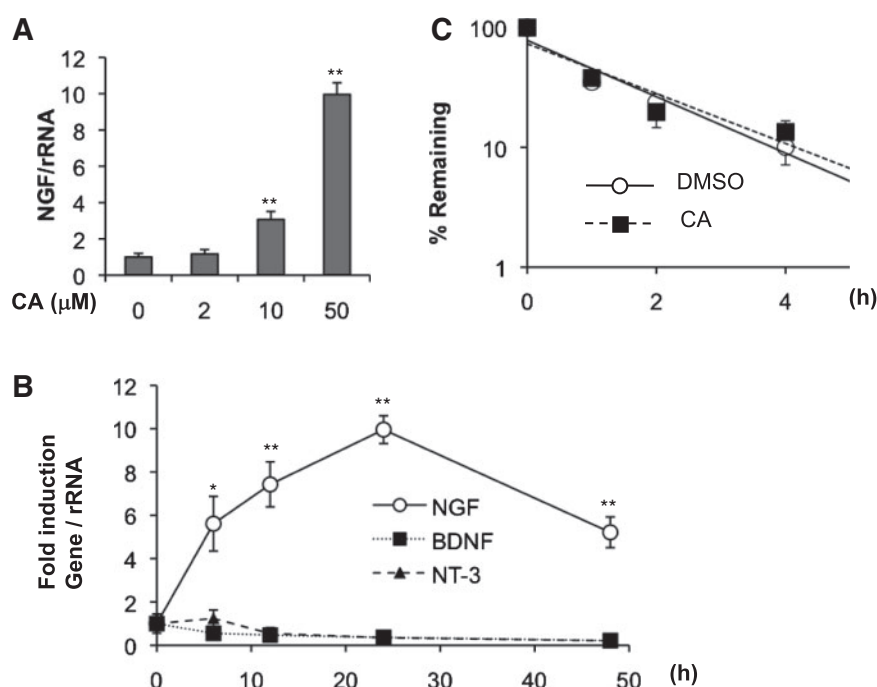 A
12
10
8
6
4
2
0
NGF/rRNA
**
**
CA (μM) 0 2 10 50
C
100
10
1
% Remaining
DMSO
CA
0 2 4 (h)
B
12
10
8
6
4
2
0
Fold induction
Gene / rRNA
*
**
**
**
NGF
BDNF
NT-3
0 10 20 30 40 50 (h)